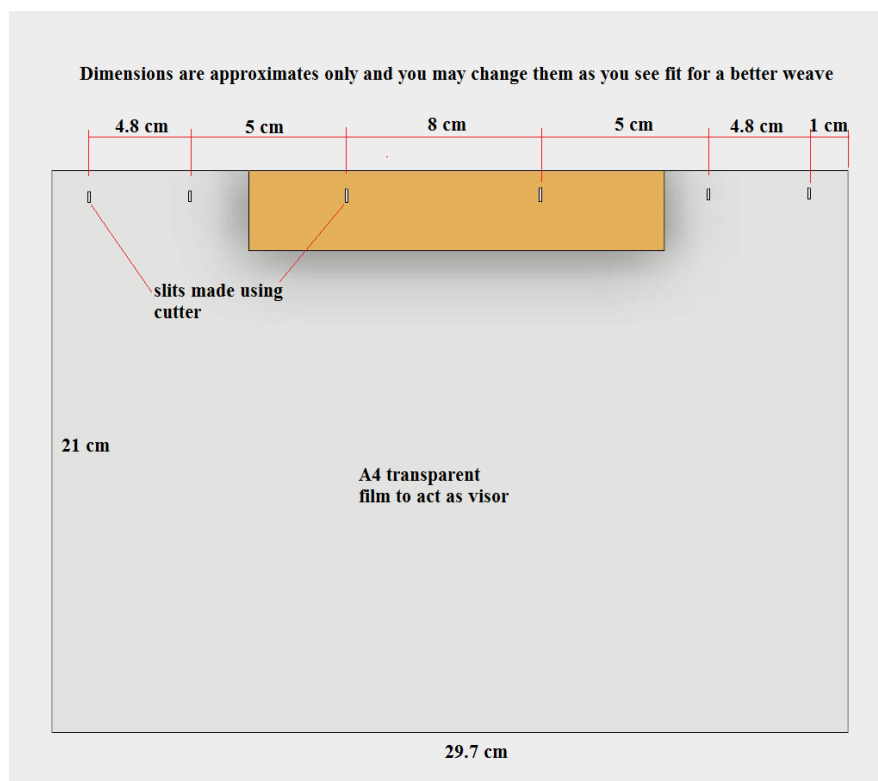 Dimensions are approximates only and you may change them as you see fit for a better weave
4.8 cm
5 cm
8 cm
5 cm
4.8 cm
1 cm
slits made using
cutter
21 cm
A4 transparent
film to act as visor
29.7 cm